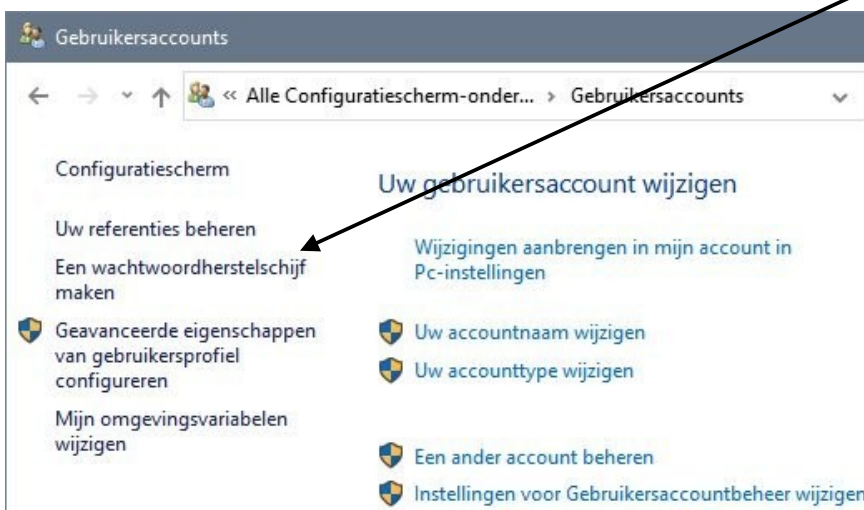 Gebruikersaccounts
« Alle Configuratiescherm-onder... › Gebruikersaccounts
Configuratiescherm
Uw referenties beheren
Een wachtwoordherstelschijf
maken
Geavanceerde eigenschappen
van gebruikersprofiel
configureren
Mijn omgevingsvariabelen
wijzigen
Uw gebruikersaccount wijzigen
Wijzigingen aanbrengen in mijn account in
Pc-instellingen
Uw accountnaam wijzigen
Uw accounttype wijzigen
Een ander account beheren
Instellingen voor Gebruikersaccountbeheer wijzigen